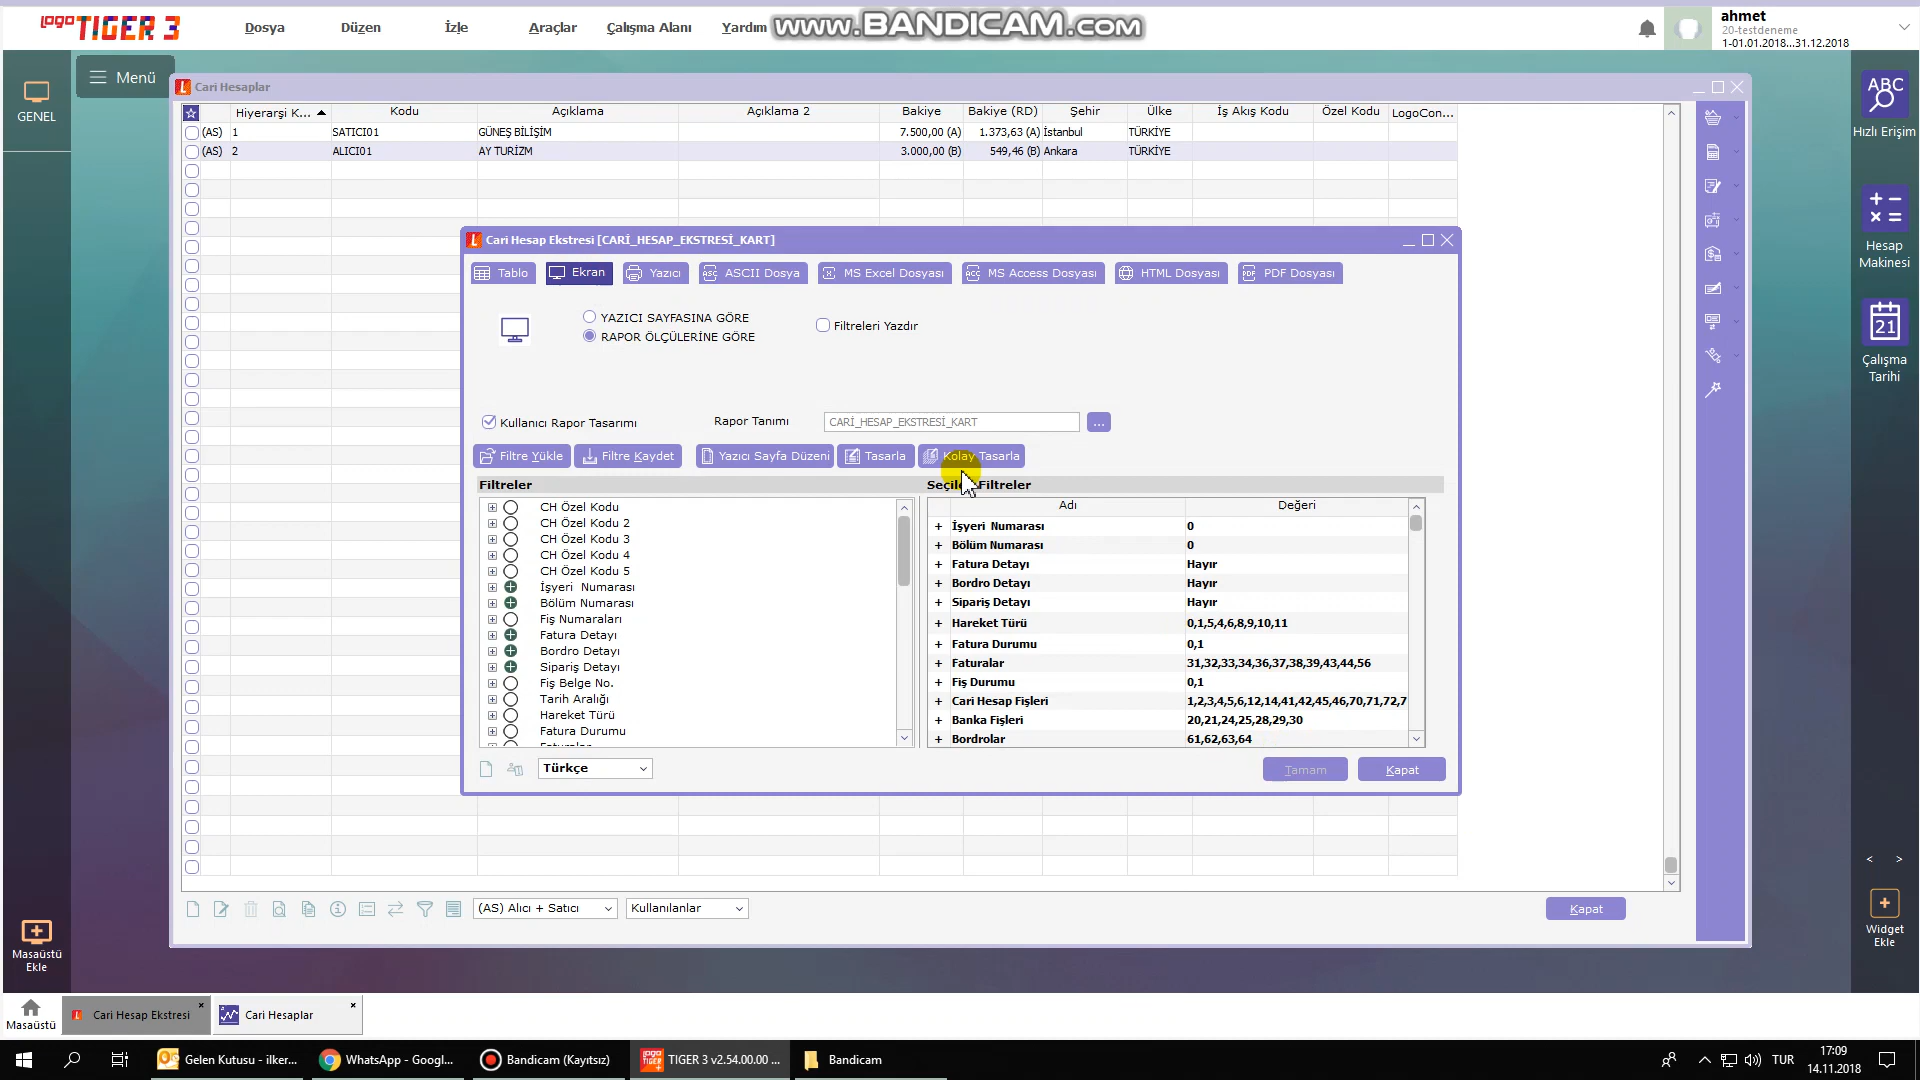 LOGO TIGER 3
Dosya Düzen İzle Araçlar Çalışma Alanı Yardım
www.BANDICAM.com
ahmet
20-testdeneme
1-01.01.2018...31.12.2018
GENEL
Menü
Cari Hesaplar
Hiyerarşi K... Kodu Açıklama Açıklama 2 Bakiye Bakiye (RD) Şehir Ülke İş Akış Kodu Özel Kodu LogoCon...
(AS) 1 SATICI01 GÜNEŞ BİLİŞİM 7.500,00 (A) 1.373,63 (A) İstanbul TÜRKİYE
(AS) 2 ALICI01 AY TURİZM 3.000,00 (B) 549,46 (B) Ankara TÜRKİYE
Cari Hesap Ekstresi [CARİ_HESAP_EKSTRESİ_KART]
Tablo Ekran Yazıcı ASCII Dosya MS Excel Dosyası MS Access Dosyası HTML Dosyası PDF Dosyası
YAZICI SAYFASINA GÖRE
RAPOR ÖLÇÜLERİNE GÖRE
Filtreleri Yazdır
Kullanıcı Rapor Tasarımı Rapor Tanımı CARİ_HESAP_EKSTRESİ_KART ...
Filtre Yükle Filtre Kaydet Yazıcı Sayfa Düzeni Tasarla Kolay Tasarla
Filtreler
CH Özel Kodu
CH Özel Kodu 2
CH Özel Kodu 3
CH Özel Kodu 4
CH Özel Kodu 5
İşyeri Numarası
Bölüm Numarası
Fiş Numaraları
Fatura Detayı
Bordro Detayı
Sipariş Detayı
Fiş Belge No.
Tarih Aralığı
Hareket Türü
Fatura Durumu
Filtreler
Adı Değeri
İşyeri Numarası 0
Bölüm Numarası 0
Fatura Detayı Hayır
Bordro Detayı Hayır
Sipariş Detayı Hayır
Hareket Türü 0,1,5,4,6,8,9,10,11
Fatura Durumu 0,1
Faturalar 31,32,33,34,36,37,38,39,43,44,56
Fiş Durumu 0,1
Cari Hesap Fişleri 1,2,3,4,5,6,12,14,41,42,45,46,70,71,72,7
Banka Fişleri 20,21,24,25,28,29,30
Bordrolar 61,62,63,64
Türkçe
Tamam Kapat
(AS) Alıcı + Satıcı Kullanılanlar
Kapat
ABC
Hızlı Erişim
Hesap
Makinesi
21
Çalışma
Tarihi
< >
Widget
Ekle
Masaüstü
Ekle
Masaüstü
Cari Hesap Ekstresi
Cari Hesaplar
Gelen Kutusu - ilker...
WhatsApp - Googl...
Bandicam (Kayıtsız)
TIGER 3 v2.54.00.00 ...
Bandicam
TUR
17:09
14.11.2018